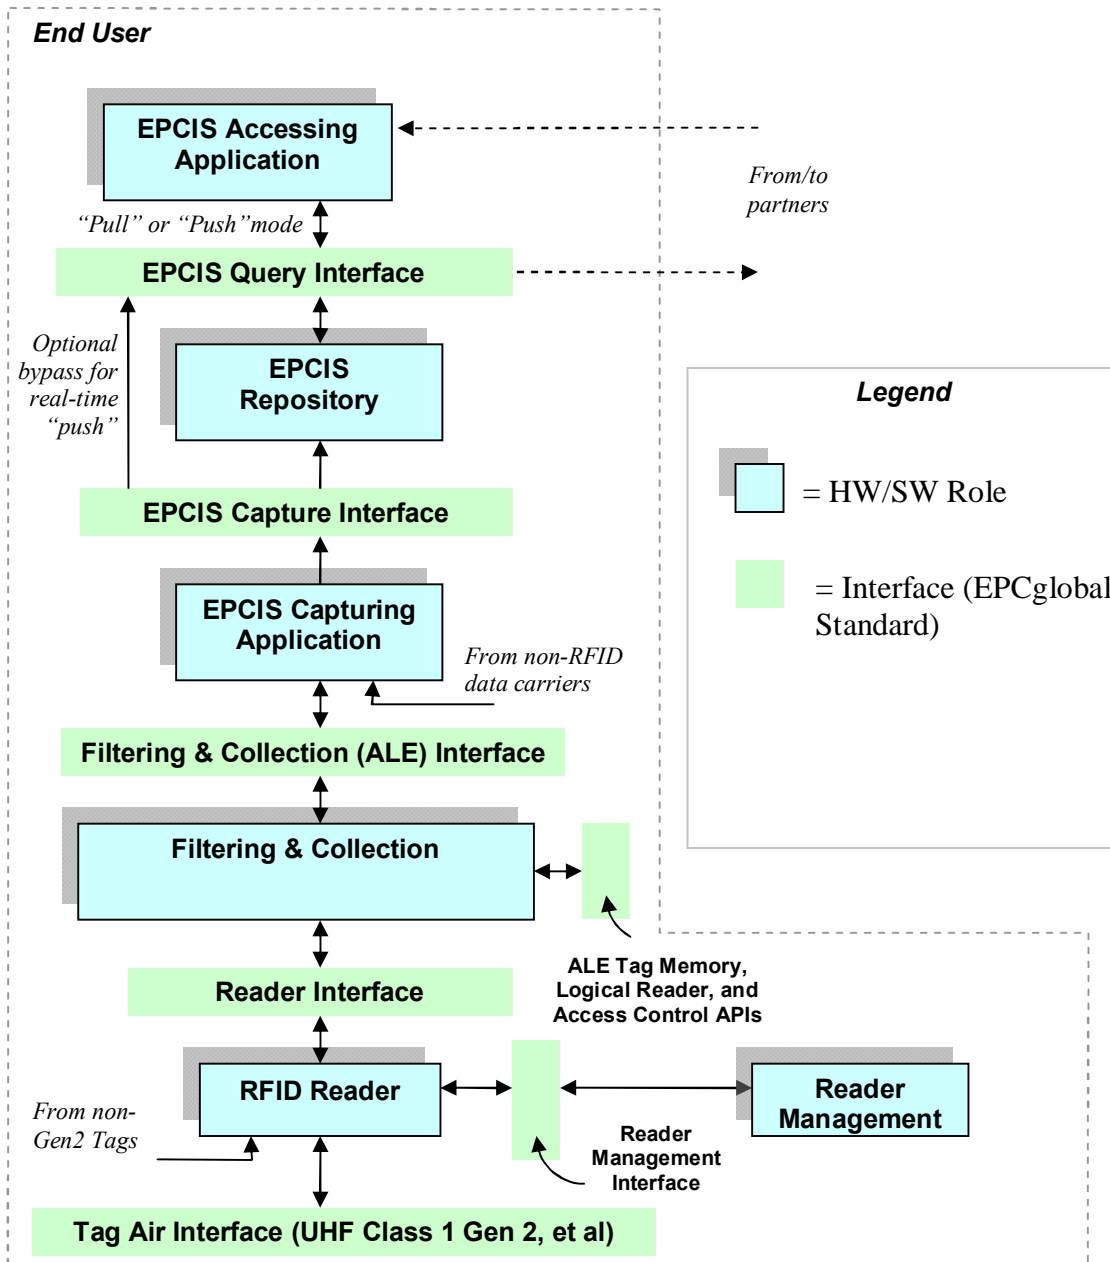 End User
EPCIS Accessing
Application
From/to
partners
“Pull” or “Push”mode
EPCIS Query Interface
Optional
bypass for
real-time
“push”
EPCIS
Repository
EPCIS Capture Interface
EPCIS Capturing
Application
From non-RFID
data carriers
Filtering & Collection (ALE) Interface
Filtering & Collection
ALE Tag Memory,
Logical Reader, and
Access Control APIs
Reader Interface
RFID Reader
From non-
Gen2 Tags
Reader
Management
Interface
Reader
Management
Tag Air Interface (UHF Class 1 Gen 2, et al)
Legend
= HW/SW Role
= Interface (EPCglobal
Standard)